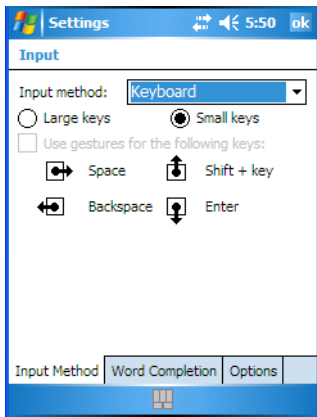 Settings 5:50 ok
Input
Input method: Keyboard
Large keys Small keys
Use gestures for the following keys:
Space Shift + key
Backspace Enter
Input Method Word Completion Options